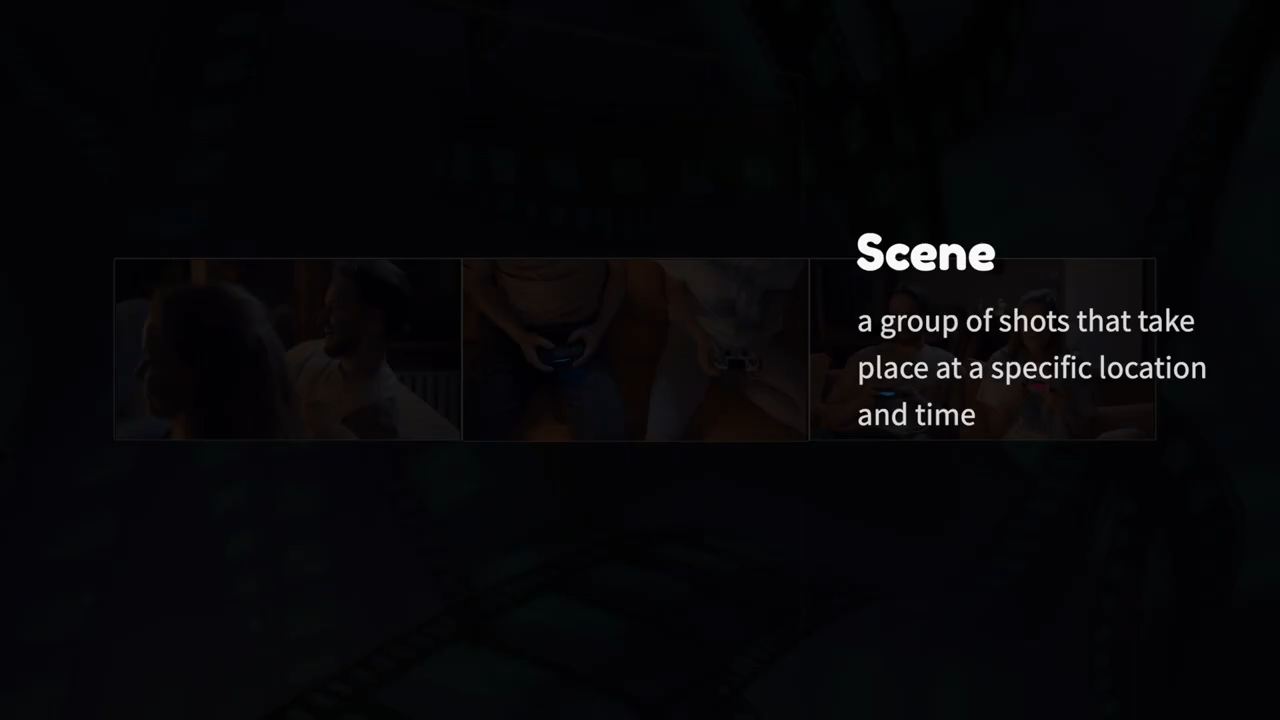 Scene
a group of shots that take
place at a specific location
and time